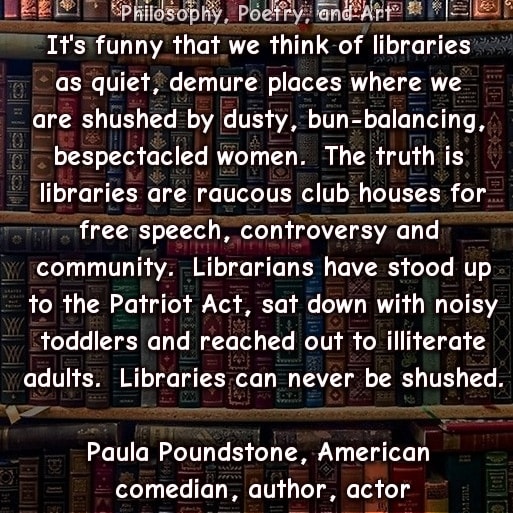 Philosophy, Poetry, and Art
It's funny that we think of libraries
as quiet, demure places where we
are shushed by dusty, bun-balancing,
bespectacled women. The truth is
libraries are raucous club houses for
free speech, controversy and
community. Librarians have stood up
to the Patriot Act, sat down with noisy
toddlers and reached out to illiterate
adults. Libraries can never be shushed.
Paula Poundstone, American
comedian, author, actor